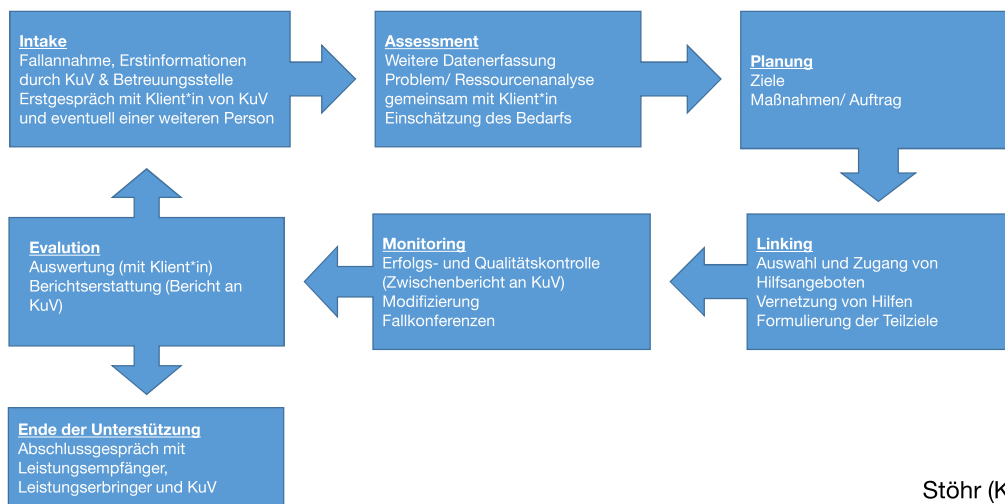 Intake
Fallannahme, Erstinformationen
durch KuV & Betreuungsstelle
Erstgespräch mit Klient*in von KuV
und eventuell einer weiteren Person
Assessment
Weitere Datenerfassung
Problem/ Ressourcenanalyse
gemeinsam mit Klient*in
Einschätzung des Bedarfs
Planung
Ziele
Maßnahmen/ Auftrag
Linking
Auswahl und Zugang von
Hilfsangeboten
Vernetzung von Hilfen
Formulierung der Teilziele
Monitoring
Erfolgs- und Qualitätskontrolle
(Zwischenbericht an KuV)
Modifizierung
Fallkonferenzen
Evalution
Auswertung (mit Klient*in)
Berichtserstattung (Bericht an
KuV)
Ende der Unterstützung
Abschlussgespräch mit
Leistungsempfänger,
Leistungserbringer und KuV
Stöhr (K